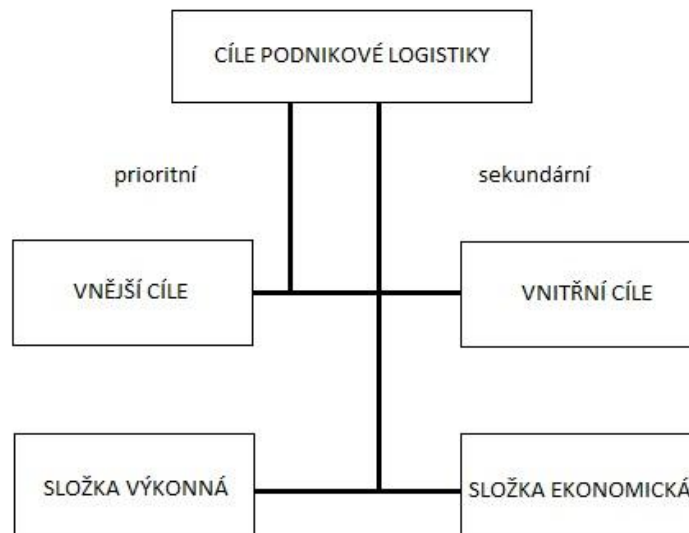 CÍLE PODNIKOVÉ LOGISTIKY
prioritní
sekundární
VNĚJŠÍ CÍLE
VNITŘNÍ CÍLE
SLOŽKA VÝKONNÁ
SLOŽKA EKONOMICKÁ